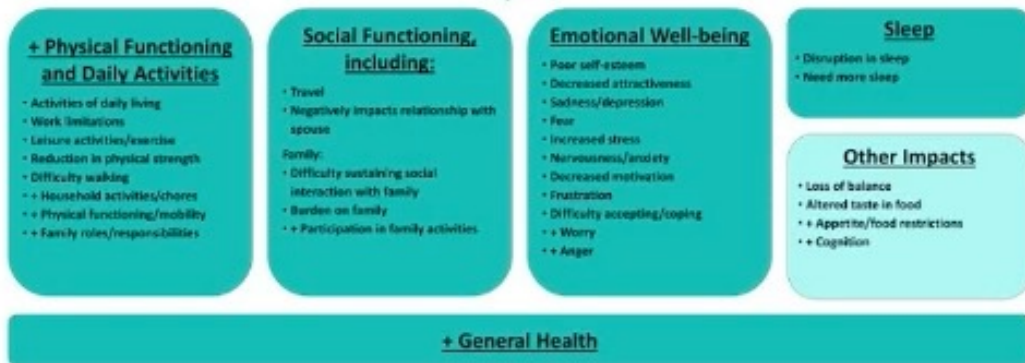 + Physical Functioning
and Daily Activities
• Activities of daily living
• Work limitations
• Leisure activities/exercise
• Reduction in physical strength
• Difficulty walking
• + Household activities/chores
• + Physical functioning/mobility
• + Family roles/responsibilities
Social Functioning,
including:
• Travel
• Negatively impacts relationship with
spouse
Family:
• Difficulty sustaining social
interaction with family
• Burden on family
• + Participation in family activities
Emotional Well-being
• Poor self-esteem
• Decreased attractiveness
• Sadness/depression
• Fear
• Increased stress
• Nervousness/anxiety
• Decreased motivation
• Frustration
• Difficulty accepting/coping
• + Worry
• + Anger
Sleep
• Disruption in sleep
• Need more sleep
Other Impacts
• Loss of balance
• Altered taste in food
• + Appetite/food restrictions
• + Cognition
+ General Health